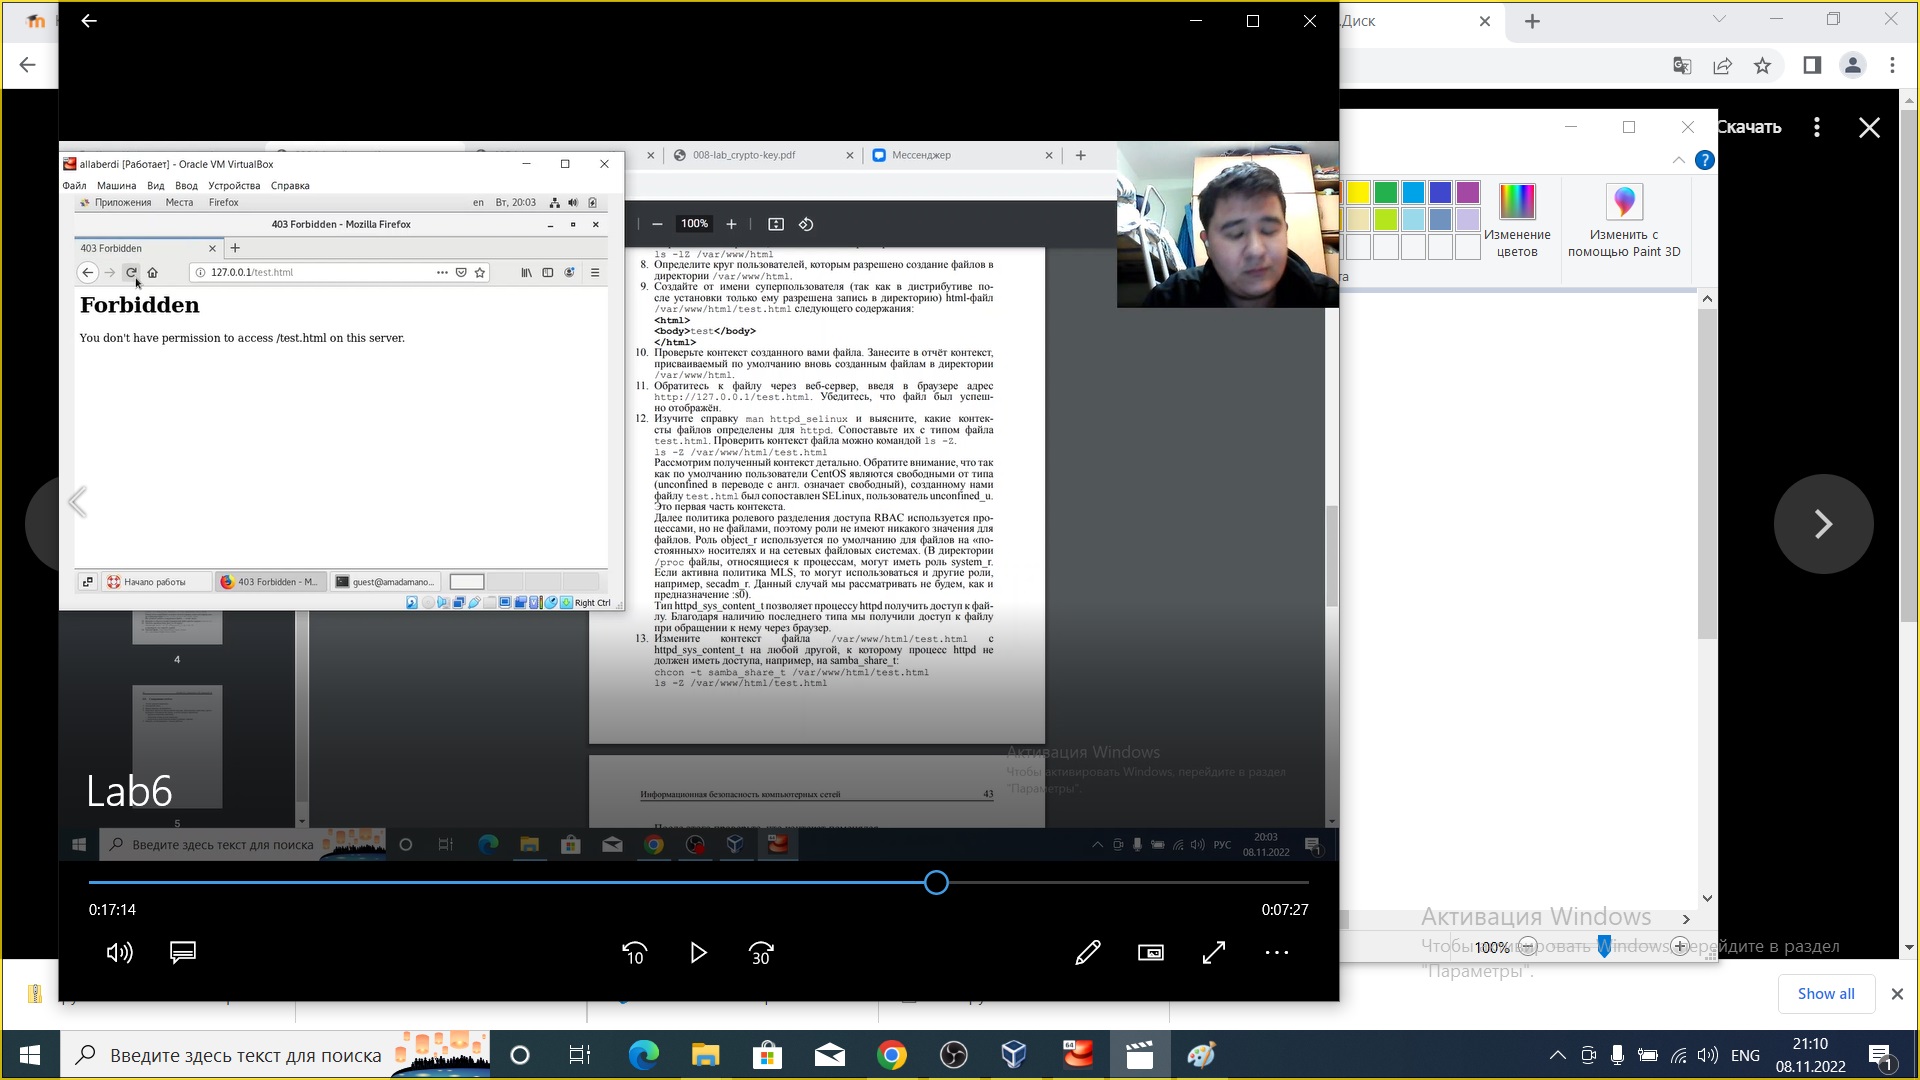 .Диск
Скачать
Изменение
цветов
Изменить с
помощью Paint 3D
008-lab_crypto-key.pdf
Мессенджер
allaberdi [Работает] - Oracle VM VirtualBox
Файл Машина Вид Ввод Устройства Справка
Приложения Места Firefox en Вт, 20:03
403 Forbidden - Mozilla Firefox
403 Forbidden
127.0.0.1/test.html
Forbidden
You don't have permission to access /test.html on this server.
Начало работы
403 Forbidden - M...
guest@amadamano...
Right Ctrl
100%
ls -lZ /var/www/html
8. Определите круг пользователей, которым разрешено создание файлов в
директории /var/www/html.
9. Создайте от имени суперпользователя (так как в дистрибутиве по-
сле установки только ему разрешена запись в директорию) html-файл
/var/www/html/test.html следующего содержания:
<html>
<body>test</body>
</html>
10. Проверьте контекст созданного вами файла. Занесите в отчёт контекст,
присваиваемый по умолчанию вновь созданным файлам в директории
/var/www/html.
11. Обратитесь к файлу через веб-сервер, введя в браузере адрес
http://127.0.0.1/test.html. Убедитесь, что файл был успеш-
но отображён.
12. Изучите справку man httpd_selinux и выясните, какие контек-
сты файлов определены для httpd. Сопоставьте их с типом файла
test.html. Проверить контекст файла можно командой ls -Z.
ls -Z /var/www/html/test.html
Рассмотрим полученный контекст детально. Обратите внимание, что так
как по умолчанию пользователи CentOS являются свободными от типа
(unconfined в переводе с англ. означает свободный), созданному нами
файлу test.html был сопоставлен SELinux, пользователь unconfined_u.
Это первая часть контекста.
Далее политика ролевого разделения доступа RBAC используется про-
цессами, но не файлами, поэтому роли не имеют никакого значения для
файлов. Роль object_r используется по умолчанию для файлов на «по-
стоянных» носителях и на сетевых файловых системах. (В директории
/proc файлы, относящиеся к процессам, могут иметь роль system_r.
Если активна политика MLS, то могут использоваться и другие роли,
например, secadm_r. Данный случай мы рассматривать не будем, как и
предназначение :s0).
Тип httpd_sys_content_t позволяет процессу httpd получить доступ к фай-
лу. Благодаря наличию последнего типа мы получили доступ к файлу
при обращении к нему через браузер.
13. Измените контекст файла /var/www/html/test.html с
httpd_sys_content_t на любой другой, к которому процесс httpd не
должен иметь доступа, например, на samba_share_t:
chcon -t samba_share_t /var/www/html/test.html
ls -Z /var/www/html/test.html
4
5
Информационная безопасность компьютерных сетей 43
Активация Windows
Чтобы активировать Windows, перейдите в раздел
"Параметры".
Lab6
Введите здесь текст для поиска
РУС
20:03
08.11.2022
1
0:17:14
0:07:27
10
30
100%
Активация Windows
Чтобы активировать Windows, перейдите в раздел
"Параметры".
Show all
Введите здесь текст для поиска
64
ENG
21:10
08.11.2022
1